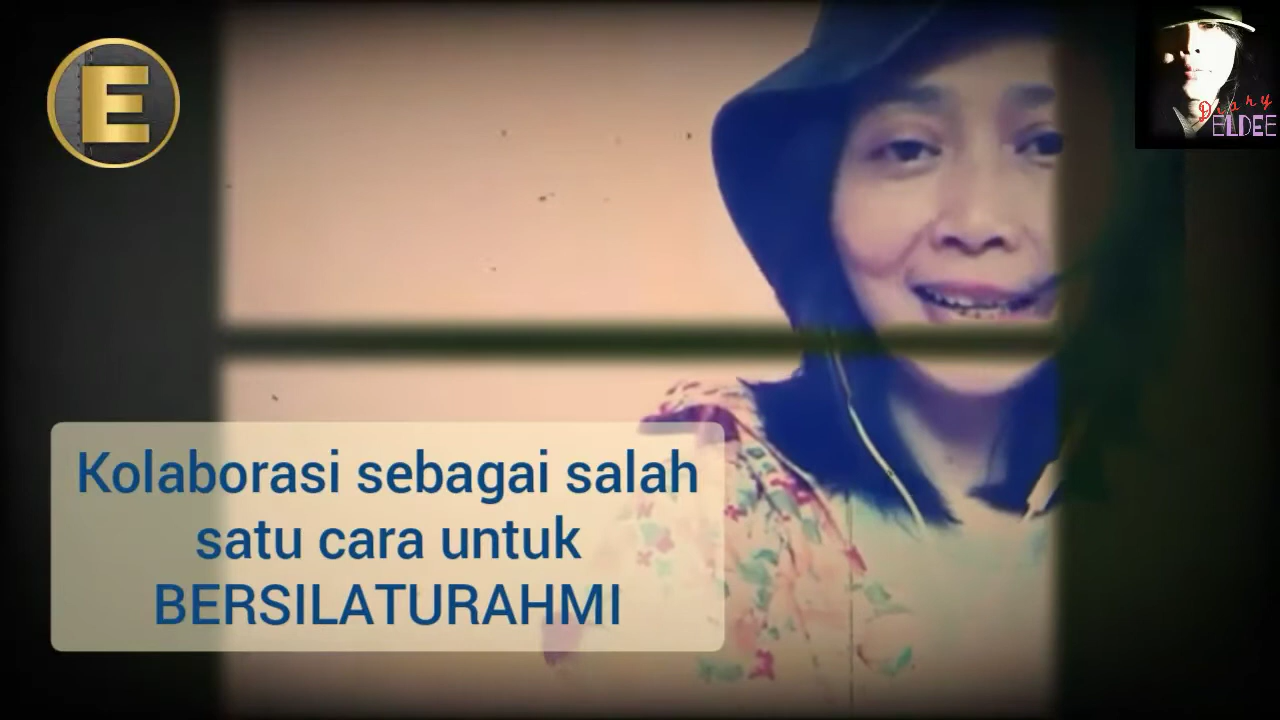 E
Diary
ELDEE
Kolaborasi sebagai salah
satu cara untuk
BERSILATURAHMI